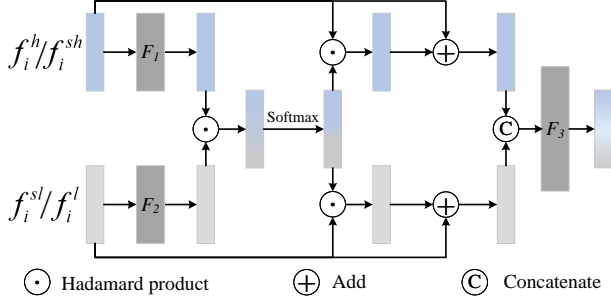 f_i^h/f_i^{sh}
F_1
Softmax
C
F_3
f_i^{sl}/f_i^l
F_2
Hadamard product
Add
C Concatenate